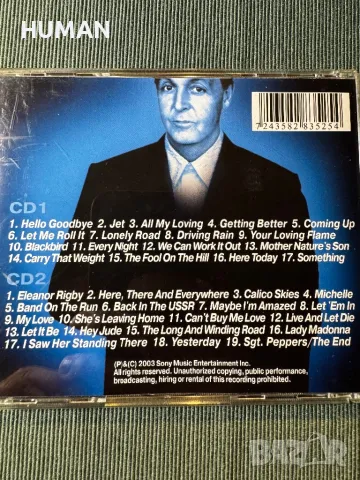 HUMAN
7243582 835254
CD1
1. Hello Goodbye 2. Jet 3. All My Loving 4. Getting Better 5. Coming Up
6. Let Me Roll It 7. Lonely Road 8. Driving Rain 9. Your Loving Flame
10. Blackbird 11. Every Night 12. We Can Work It Out 13. Mother Nature's Son
14. Carry That Weight 15. The Fool On The Hill 16. Here Today 17. Something
CD2
1. Eleanor Rigby 2. Here, There And Everywhere 3. Calico Skies 4. Michelle
5. Band On The Run 6. Back In The USSR 7. Maybe I'm Amazed 8. Let 'Em In
9. My Love 10. She's Leaving Home 11. Can't Buy Me Love 12. Live And Let Die
13. Let It Be 14. Hey Jude 15. The Long And Winding Road 16. Lady Madonna
17. I Saw Her Standing There 18. Yesterday 19. Sgt. Peppers/The End
(P)&(C) 2003 Sony Music Entertainment Inc.
All rights reserved. Unauthorized copying, public performance,
broadcasting, hiring or rental of this recording prohibited.
BAZAR